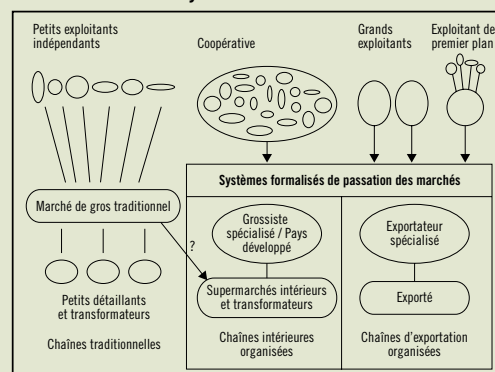 Petits exploitants
indépendants
Coopérative
Grands
exploitants
Exploitant de
premier plan
Systèmes formalisés de passation des marchés
Marché de gros traditionnel
?
Petits détaillants
et transformateurs
Chaînes traditionnelles
Grossiste
spécialisé / Pays
développé
Supermarchés intérieurs
et transformateurs
Chaînes intérieures
organisées
Exportateur
spécialisé
Exporté
Chaînes d'exportation
organisées